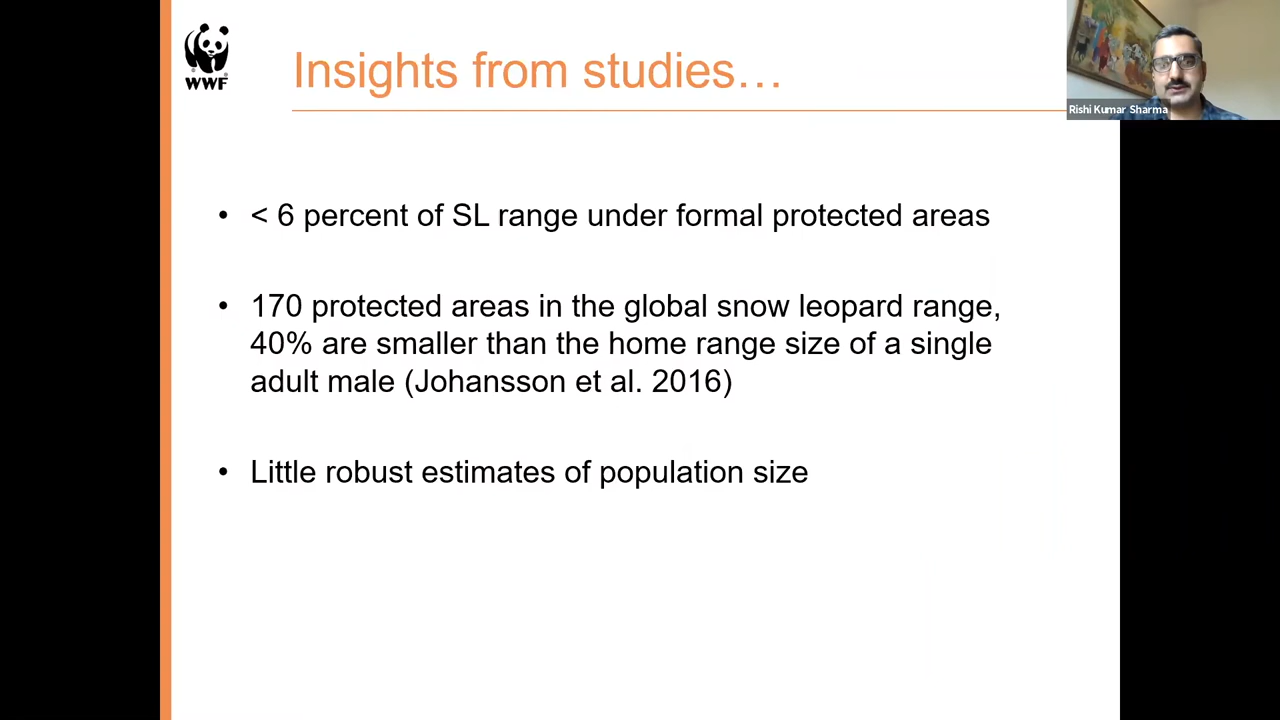 WWF
Insights from studies…
Rishi Kumar Sharma
• < 6 percent of SL range under formal protected areas
• 170 protected areas in the global snow leopard range,
40% are smaller than the home range size of a single
adult male (Johansson et al. 2016)
• Little robust estimates of population size